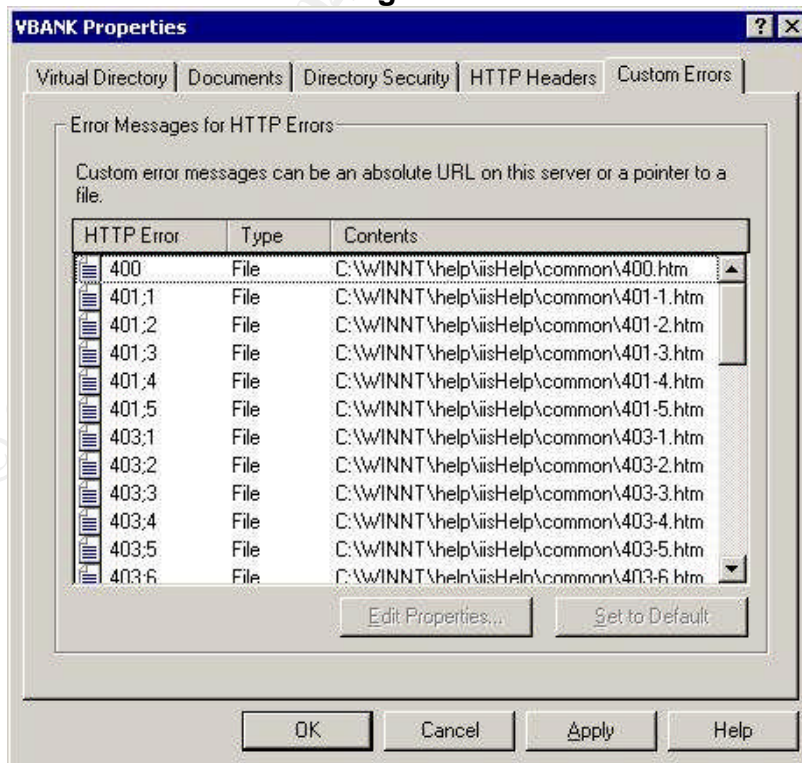 VBANK Properties
Virtual Directory Documents Directory Security HTTP Headers Custom Errors
Error Messages for HTTP Errors
Custom error messages can be an absolute URL on this server or a pointer to a
file.
HTTP Error Type Contents
400 File C:\WINNT\help\iisHelp\common\400.htm
401;1 File C:\WINNT\help\iisHelp\common\401-1.htm
401;2 File C:\WINNT\help\iisHelp\common\401-2.htm
401;3 File C:\WINNT\help\iisHelp\common\401-3.htm
401;4 File C:\WINNT\help\iisHelp\common\401-4.htm
401;5 File C:\WINNT\help\iisHelp\common\401-5.htm
403;1 File C:\WINNT\help\iisHelp\common\403-1.htm
403;2 File C:\WINNT\help\iisHelp\common\403-2.htm
403;3 File C:\WINNT\help\iisHelp\common\403-3.htm
403;4 File C:\WINNT\help\iisHelp\common\403-4.htm
403;5 File C:\WINNT\help\iisHelp\common\403-5.htm
403;6 File C:\WINNT\help\iisHelp\common\403-6.htm
Edit Properties... Set to Default
OK Cancel Apply Help